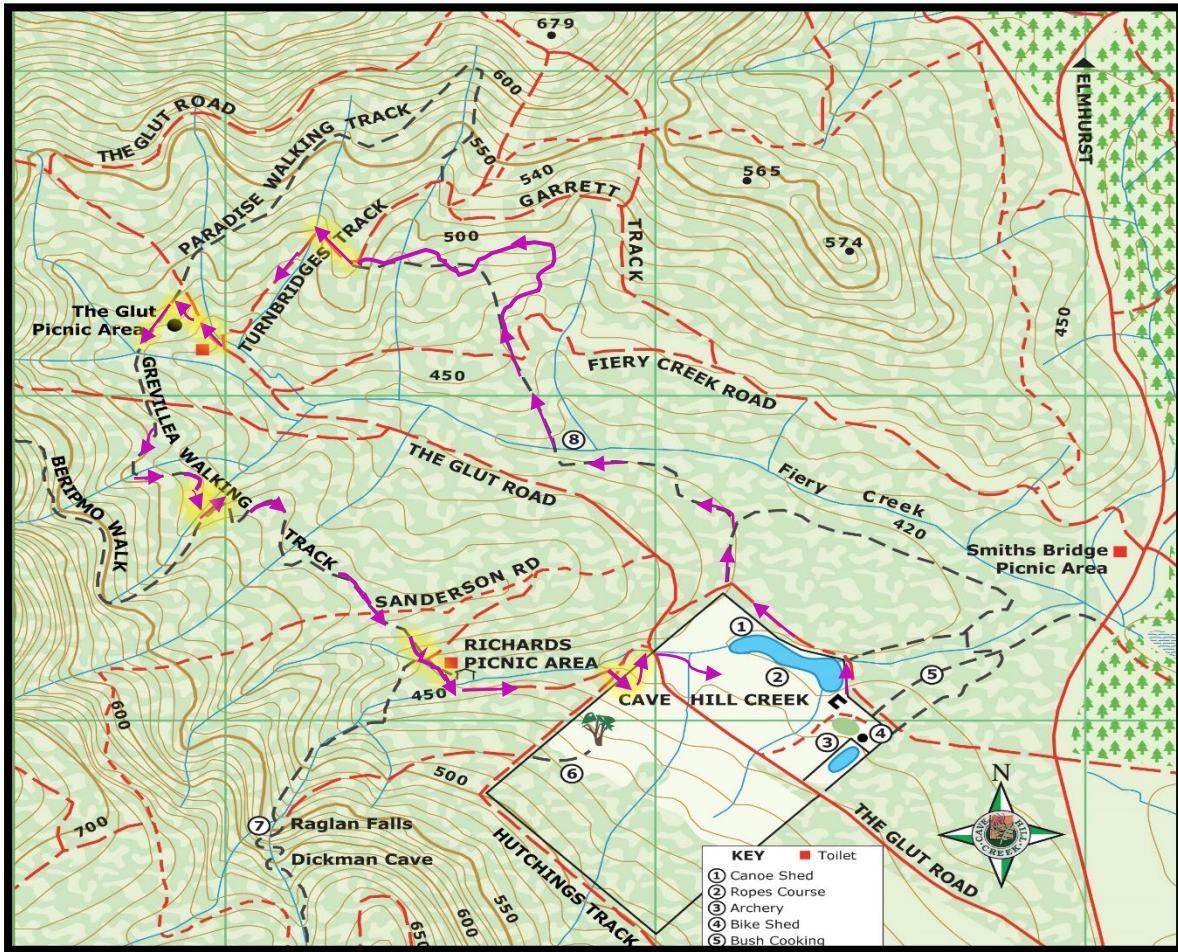 679
600
THE GLUT ROAD
PARADISE WALKING TRACK
550
540
565
ELMHURST
GARRETT
TRACK
500
574
TURNBRIDGES TRACK
The Glut
Picnic Area
450
450
FIERY CREEK ROAD
GREVILLEA WALKING
TRACK
BERIPMO WALK
8
THE GLUT ROAD
Fiery Creek
420
Smiths Bridge
Picnic Area
SANDERSON RD
1
RICHARDS
PICNIC AREA
2
5
450
CAVE HILL CREEK
E
3
4
600
6
500
700
7
Raglan Falls
Dickman Cave
HUTCHINGS TRACK
THE GLUT ROAD
N
CAVE HILL CREEK
550
600
650
KEY
Toilet
1 Canoe Shed
2 Ropes Course
3 Archery
4 Bike Shed
5 Bush Cooking